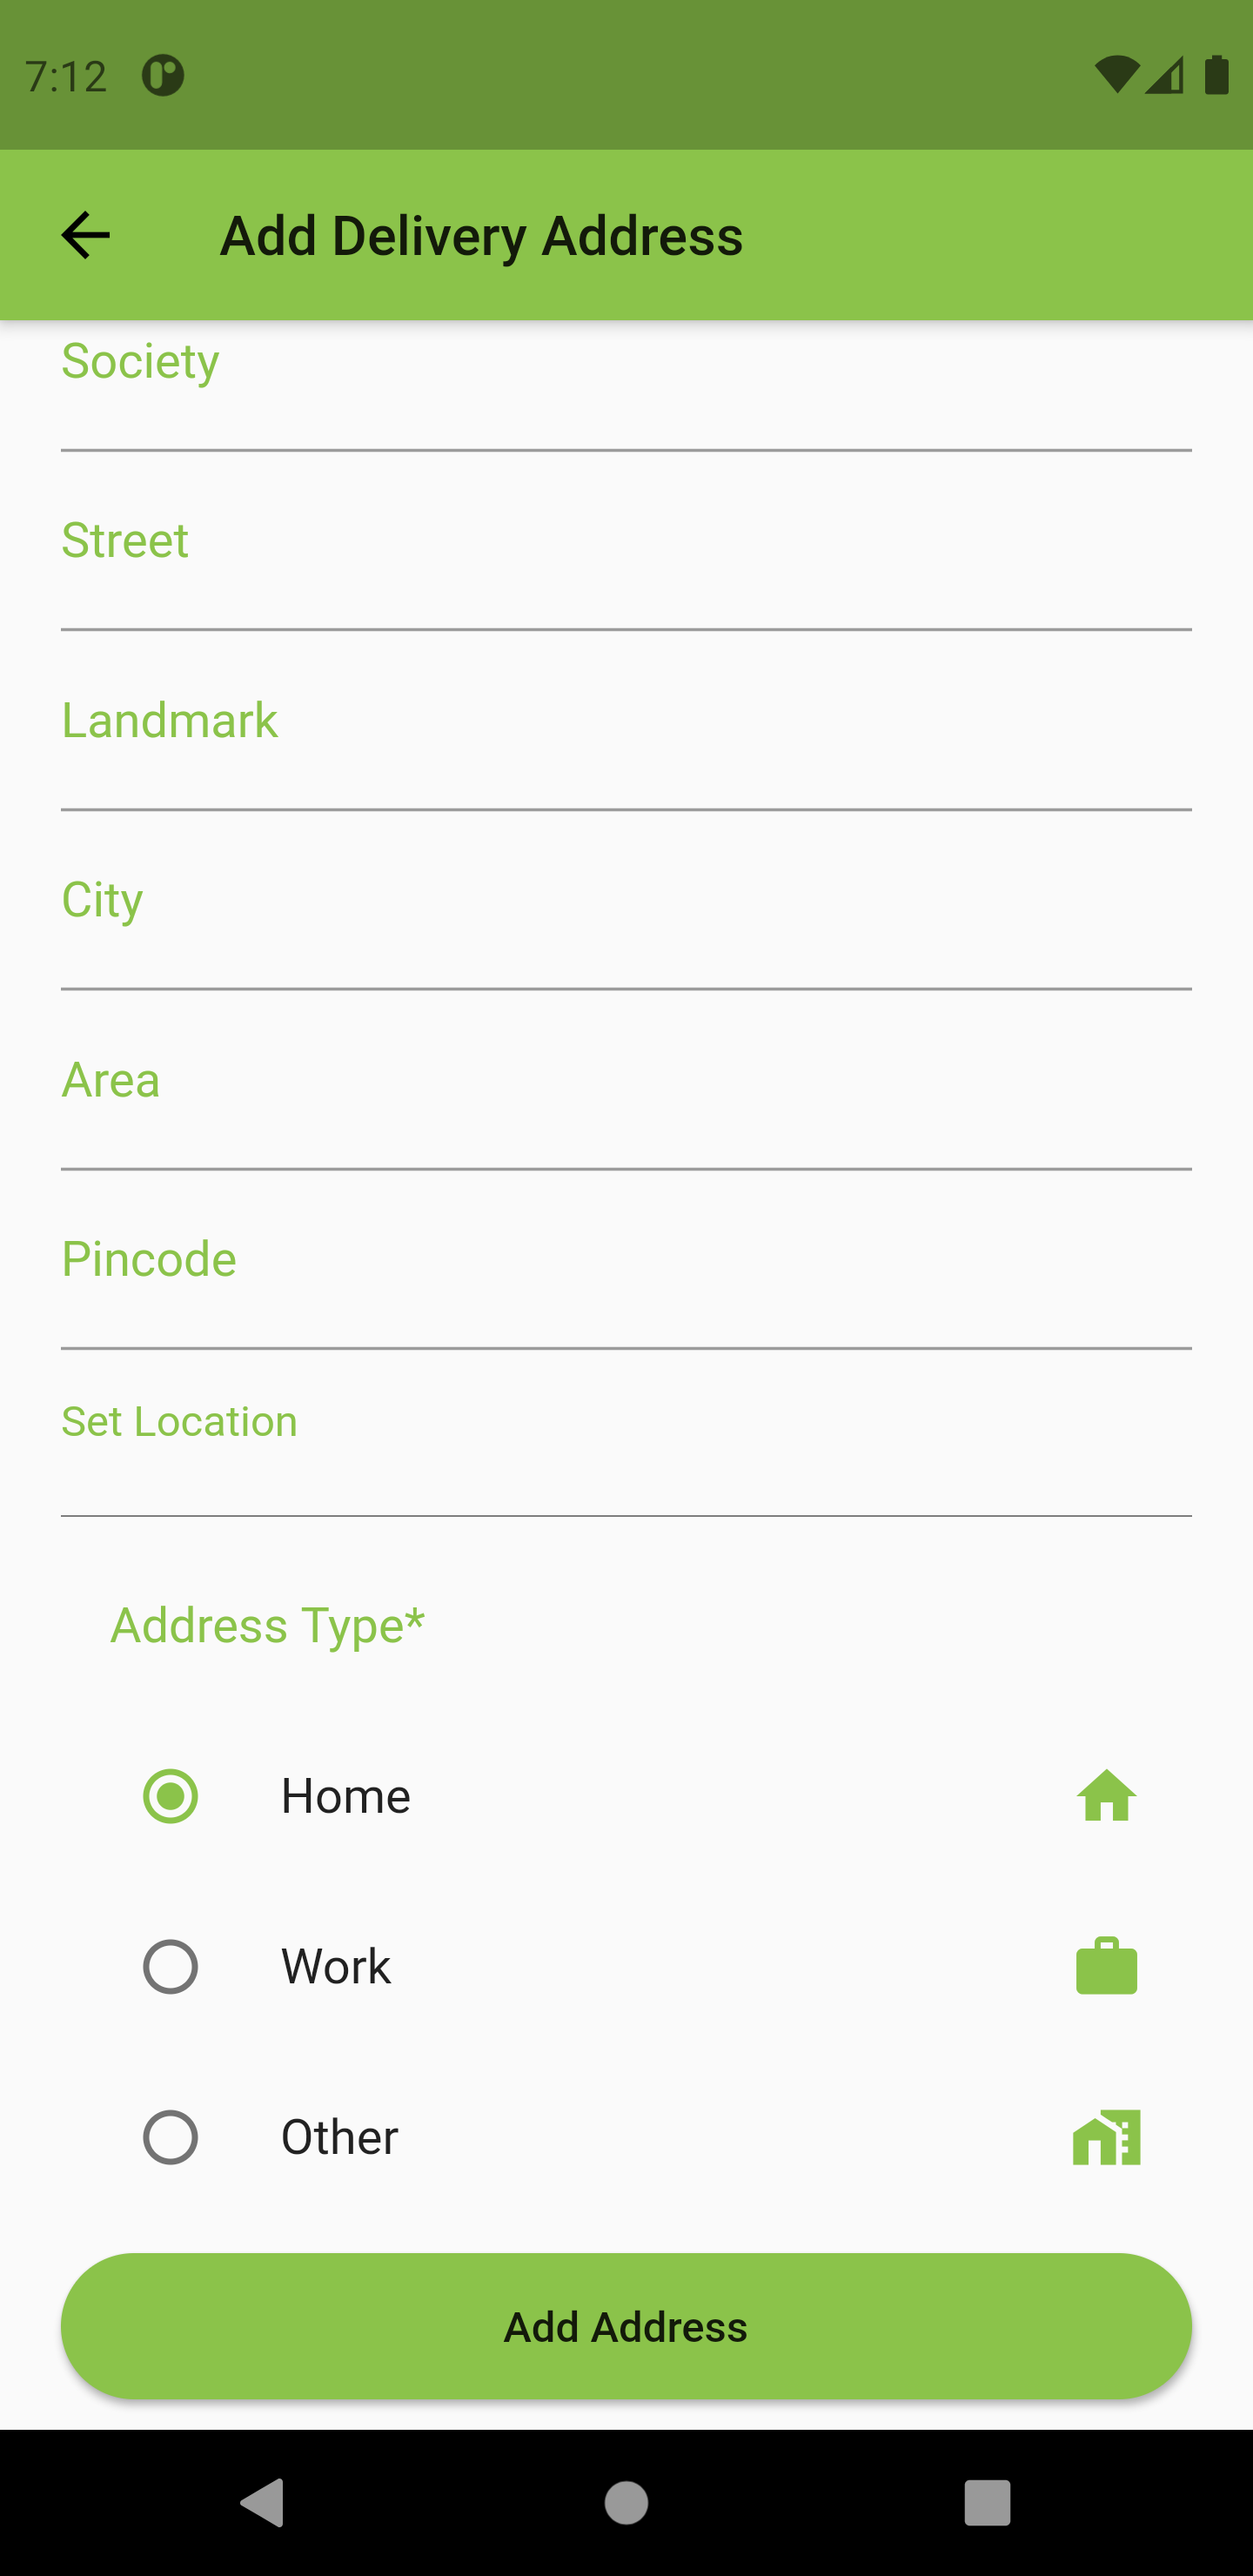 7:12
Add Delivery Address
Society
Street
Landmark
City
Area
Pincode
Set Location
Address Type*
Home
Work
Other
Add Address